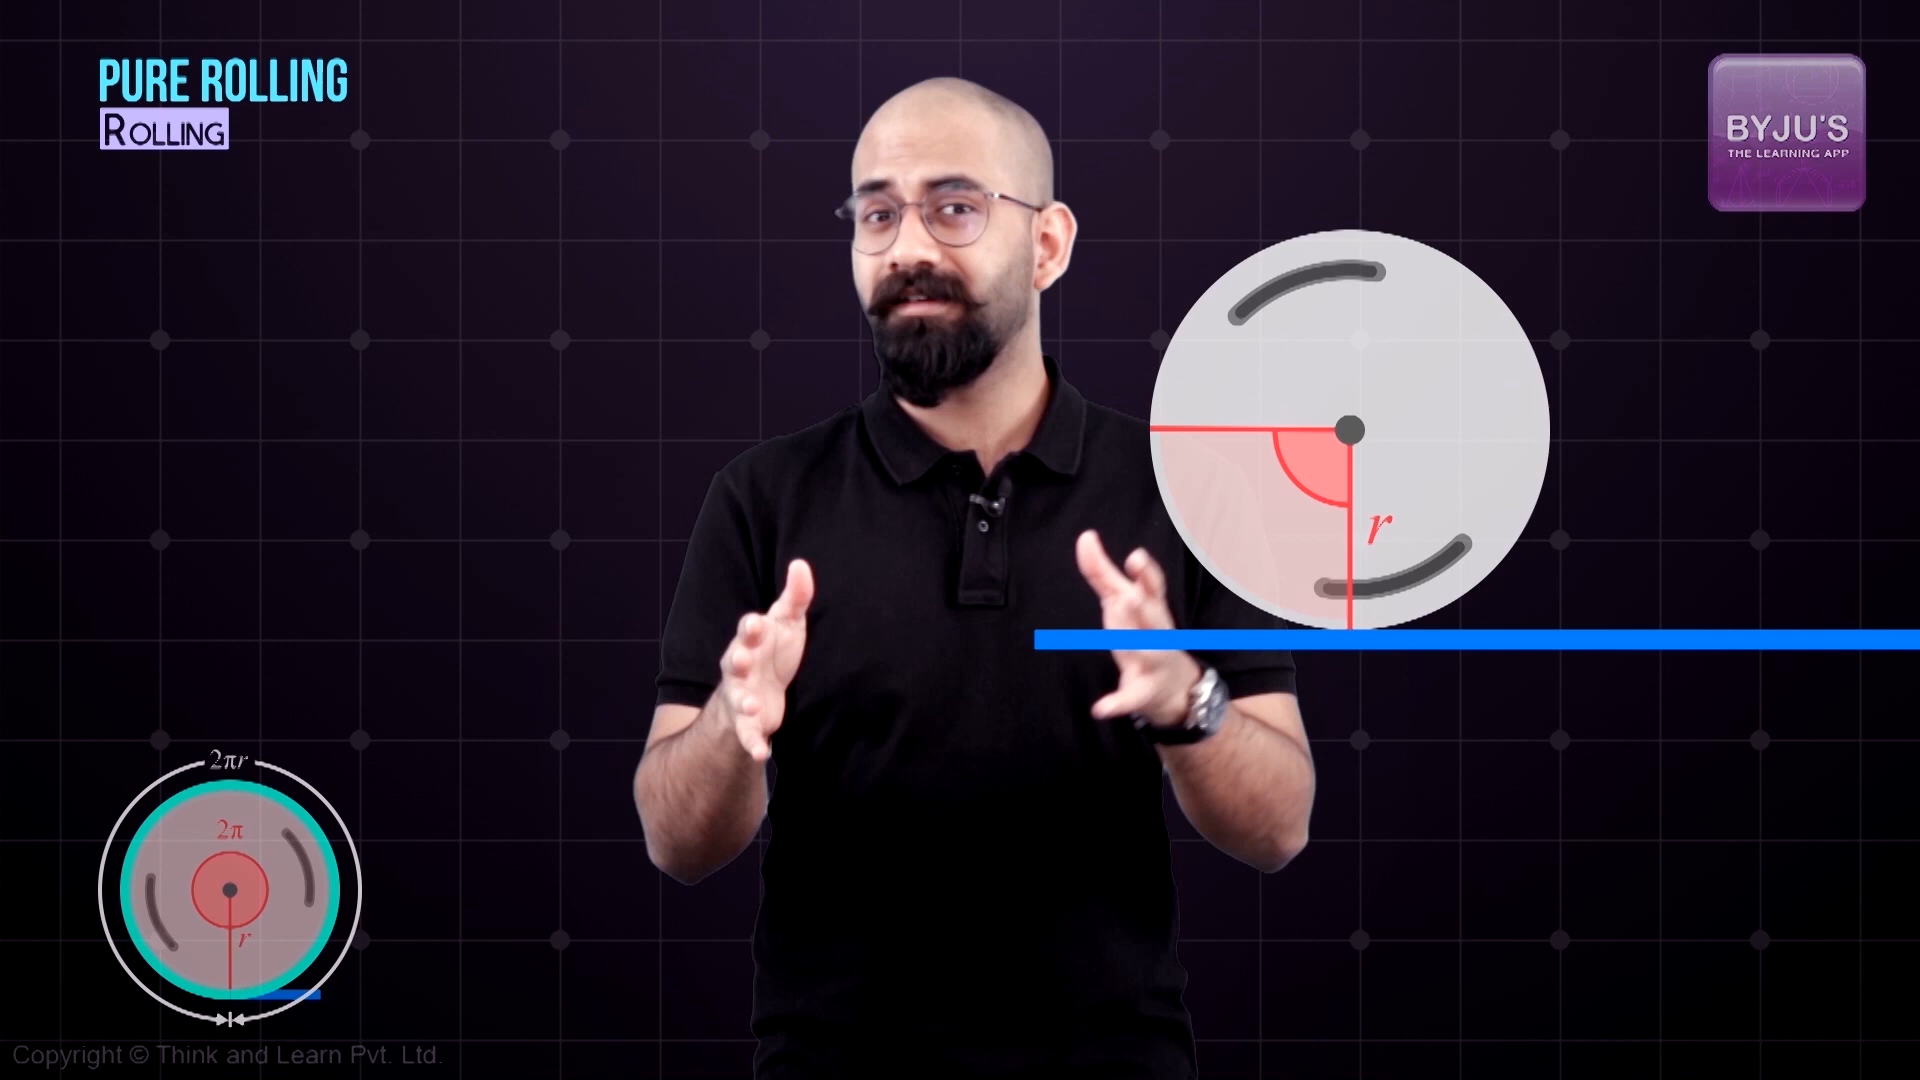 PURE ROLLING
ROLLING
BYJU'S
THE LEARNING APP
r
2πr
2π
r
Copyright © Think and Learn Pvt. Ltd.